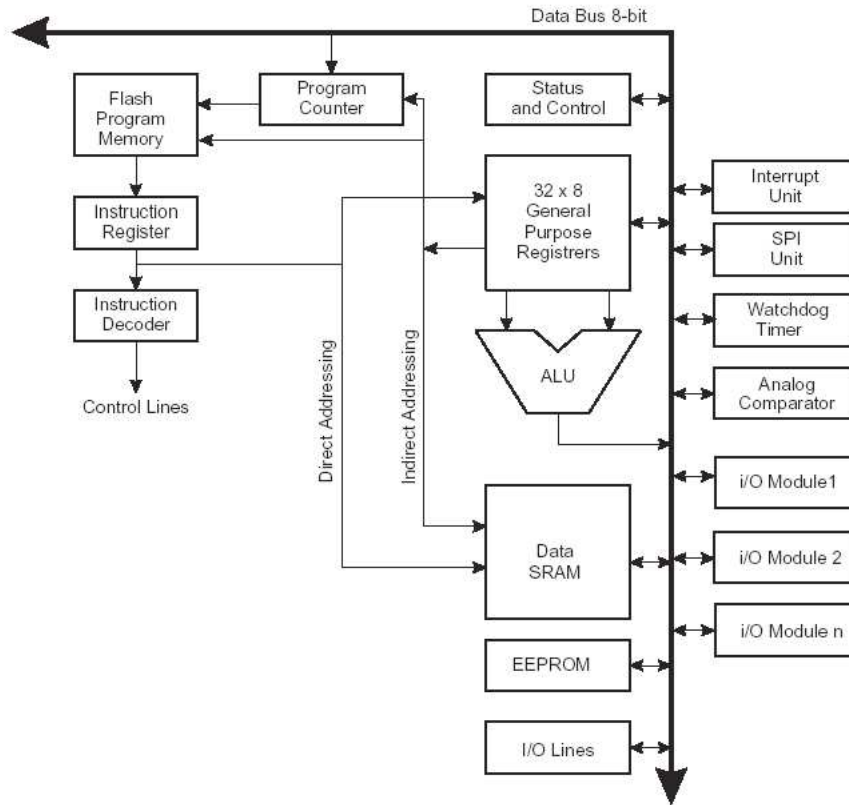 Data Bus 8-bit
Flash
Program
Memory
Program
Counter
Status
and Control
32 x 8
General
Purpose
Registrers
Interrupt
Unit
Instruction
Register
SPI
Unit
Instruction
Decoder
Watchdog
Timer
ALU
Analog
Comparator
Control Lines
Direct Addressing
Indirect Addressing
i/O Module1
Data
SRAM
i/O Module 2
i/O Module n
EEPROM
I/O Lines